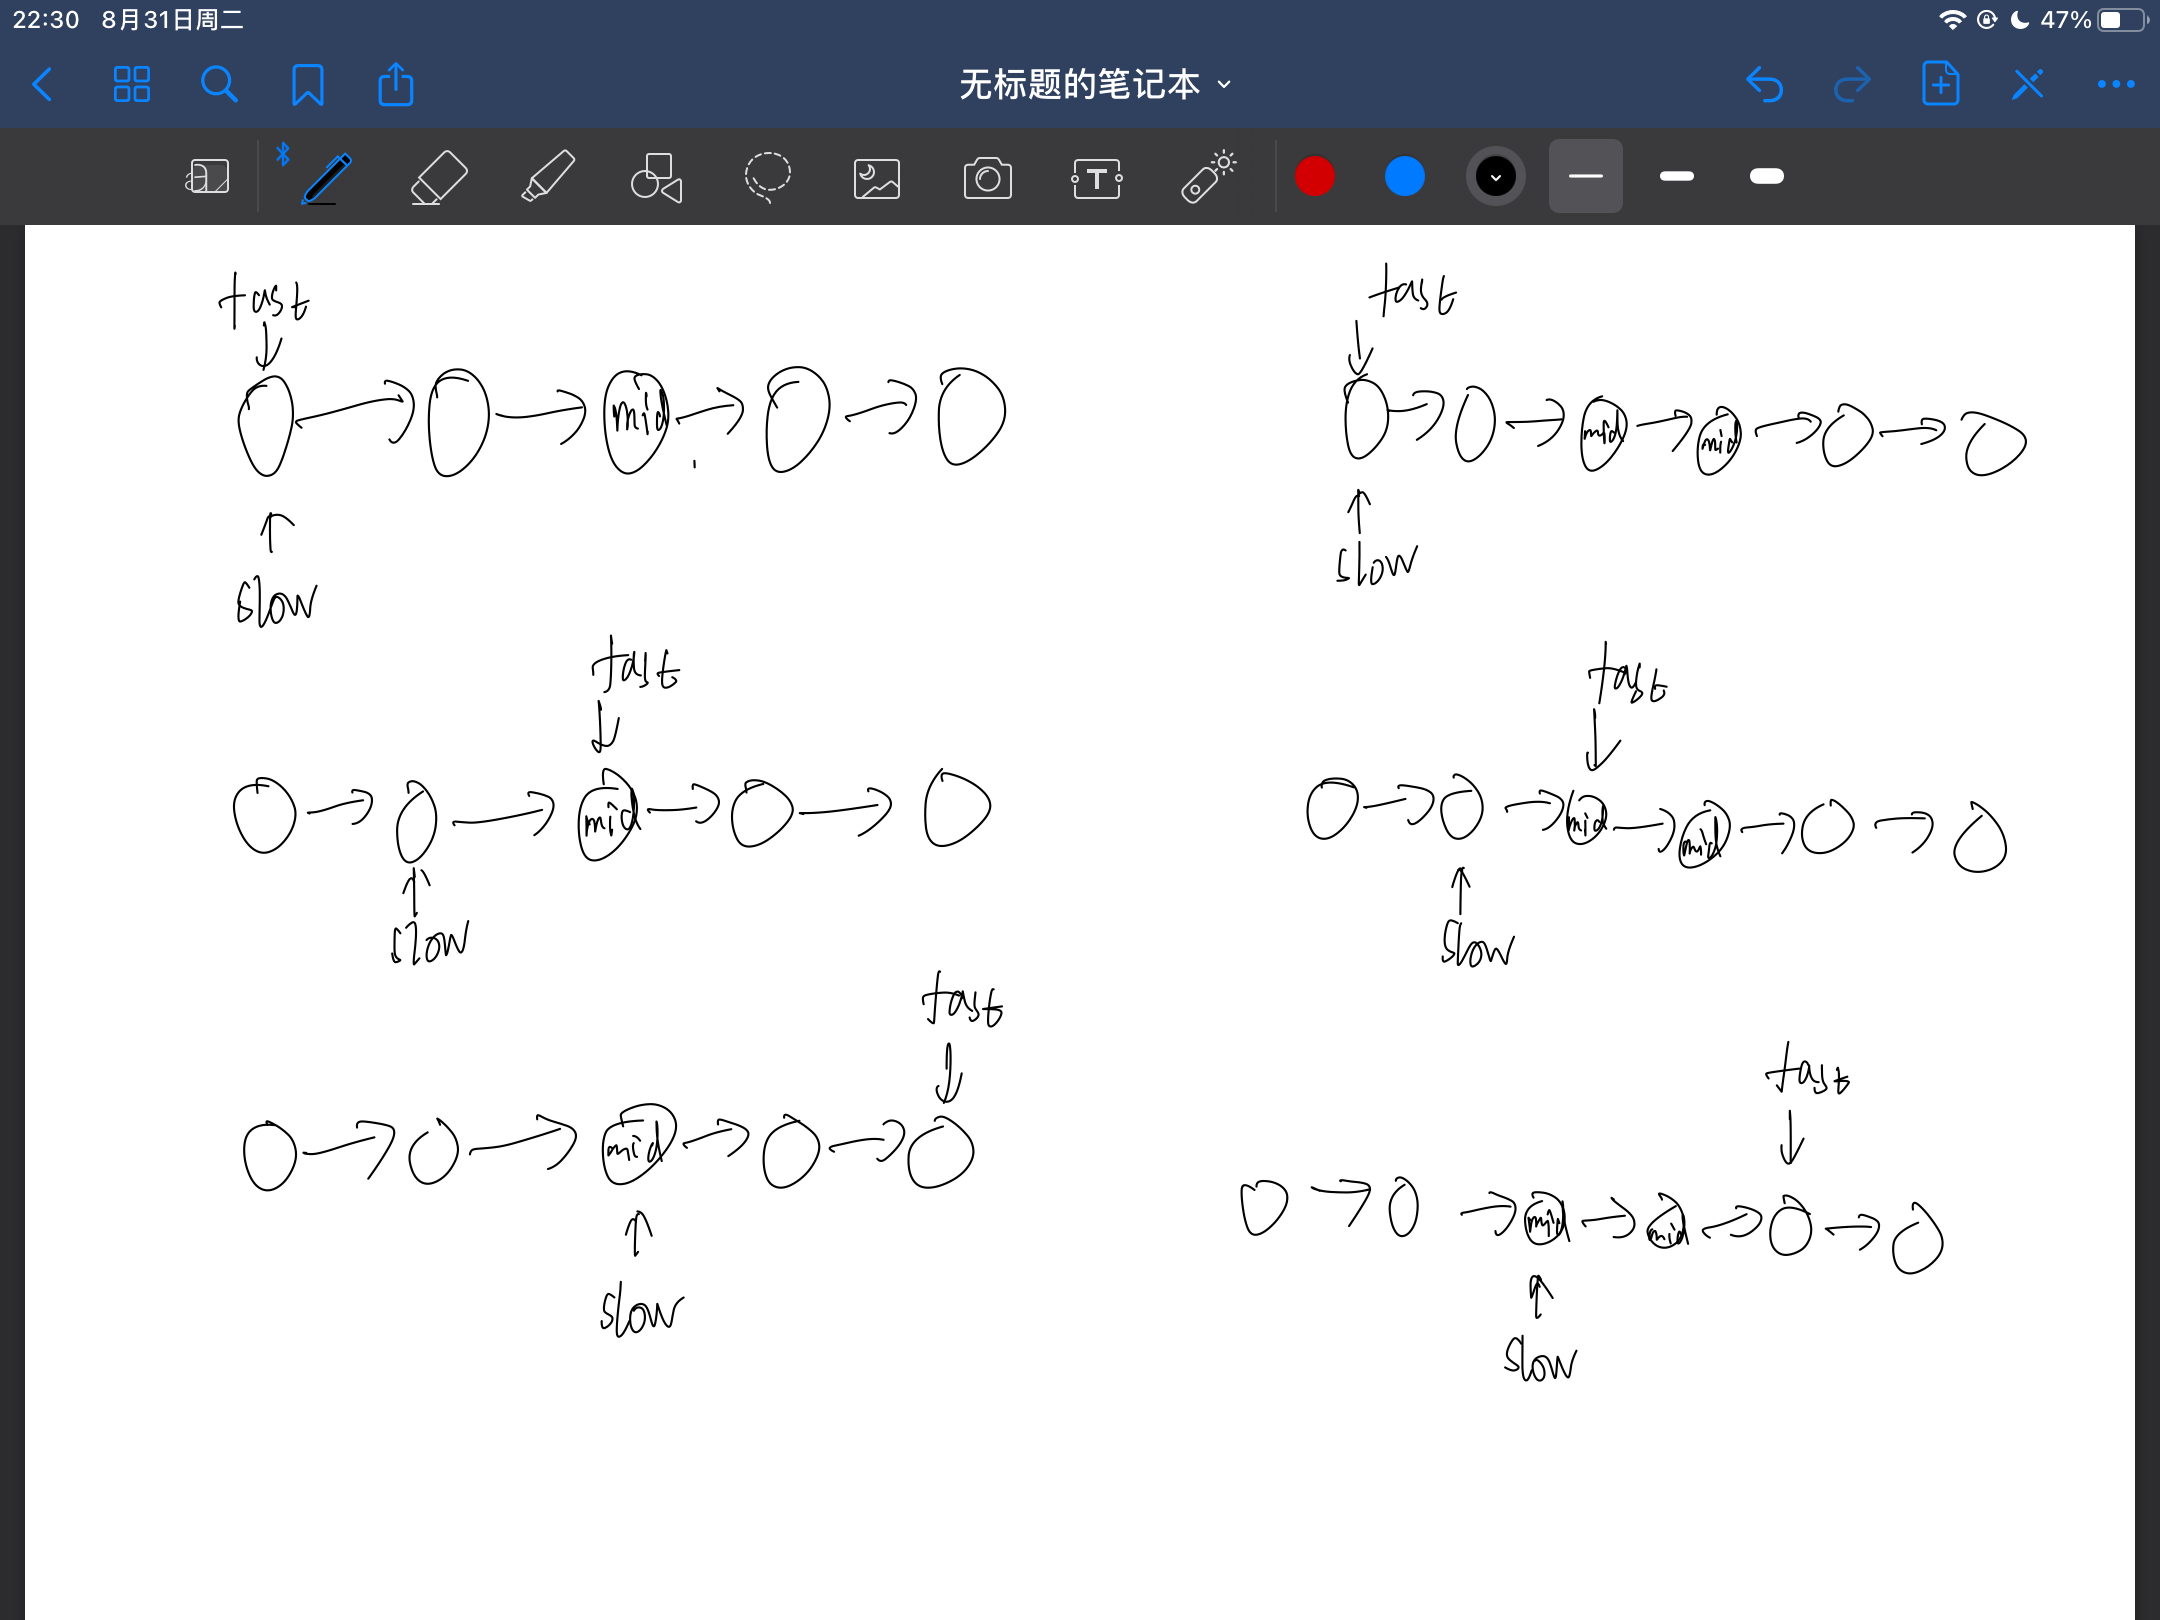 22:30 8月31日周二 47%
无标题的笔记本
T
fast fast
mid mid mid
slow slow
fast fast
mid mid mid
slow slow
fast
fast
mid mid mid
slow
slow